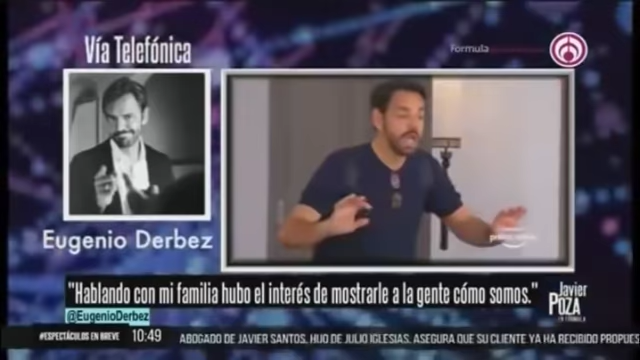 Vía Telefónica
Formula
Eugenio Derbez
"Hablando con mi familia hubo el interés de mostrarle a la gente cómo somos."
@EugenioDerbez
Javier
POZA
EN FÓRMULA
#ESPECTÁCULOS EN BREVE 10:49 ABOGADO DE JAVIER SANTOS, HIJO DE JULIO IGLESIAS, ASEGURA QUE SU CLIENTE YA HA RECIBIDO PROPUES